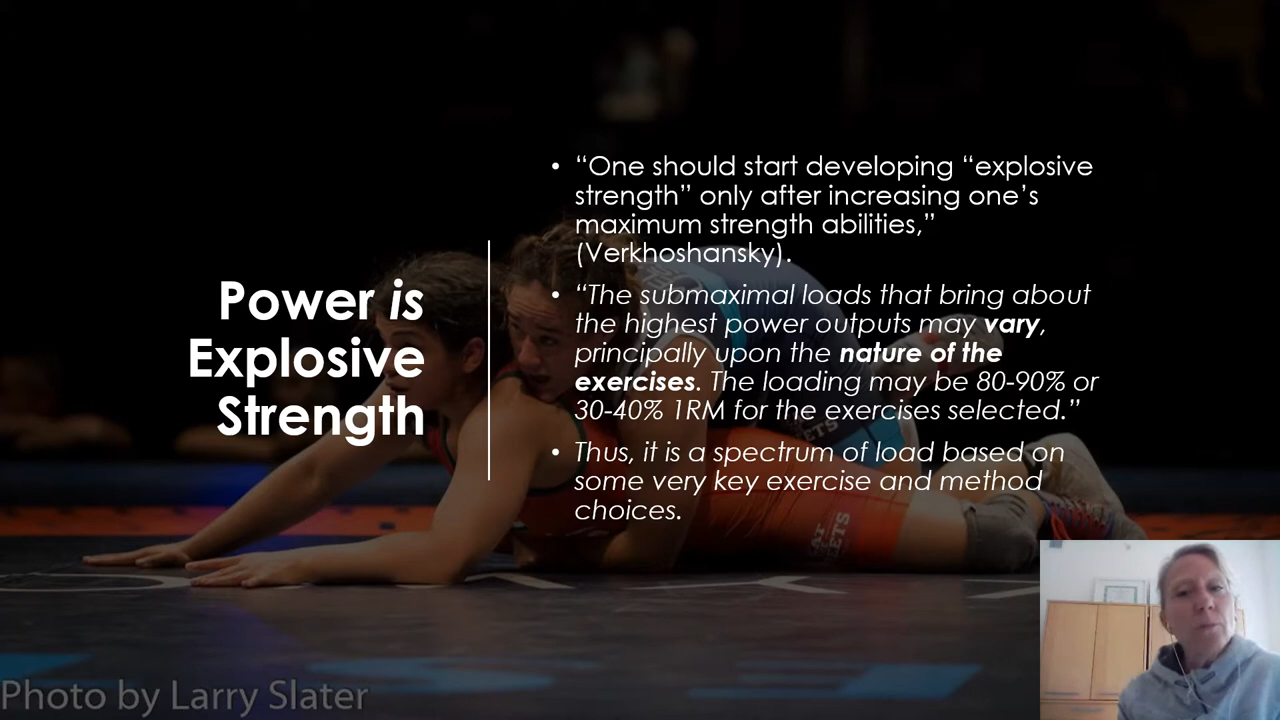 Power is
Explosive
Strength
• “One should start developing “explosive
strength” only after increasing one’s
maximum strength abilities,”
(Verkhoshansky).
• “The submaximal loads that bring about
the highest power outputs may vary,
principally upon the nature of the
exercises. The loading may be 80-90% or
30-40% 1RM for the exercises selected.”
• Thus, it is a spectrum of load based on
some very key exercise and method
choices.
Photo by Larry Slater